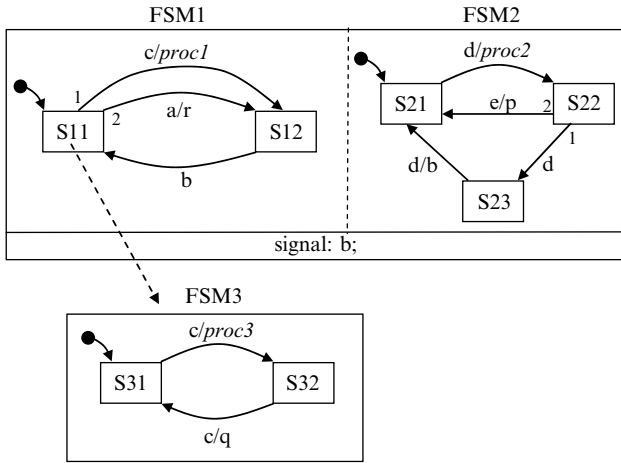 FSM1
FSM2
c/proc1
d/proc2
1
a/r
S11
2
S12
b
S21
e/p
2
S22
1
d/b
d
S23
signal: b;
FSM3
c/proc3
S31
S32
c/q